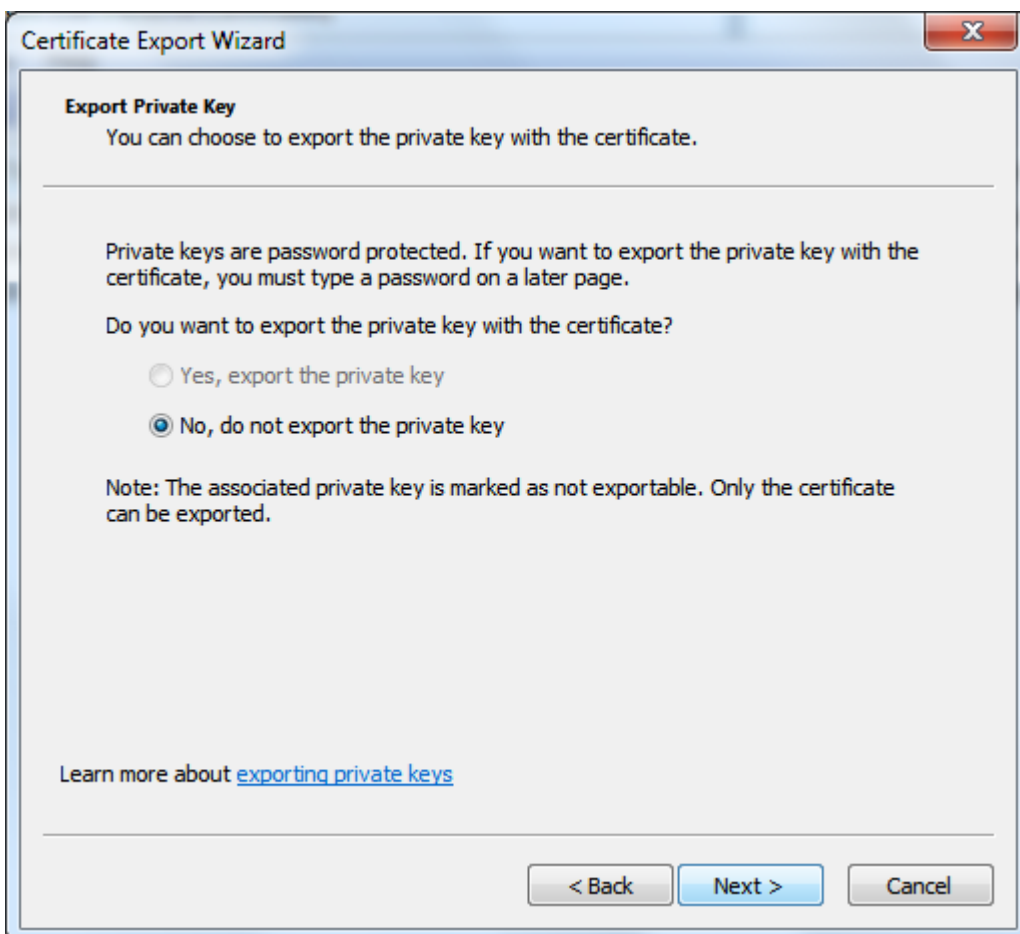 Certificate Export Wizard
Export Private Key
You can choose to export the private key with the certificate.
Private keys are password protected. If you want to export the private key with the
certificate, you must type a password on a later page.
Do you want to export the private key with the certificate?
Yes, export the private key
No, do not export the private key
Note: The associated private key is marked as not exportable. Only the certificate
can be exported.
Learn more about exporting private keys
< Back
Next >
Cancel